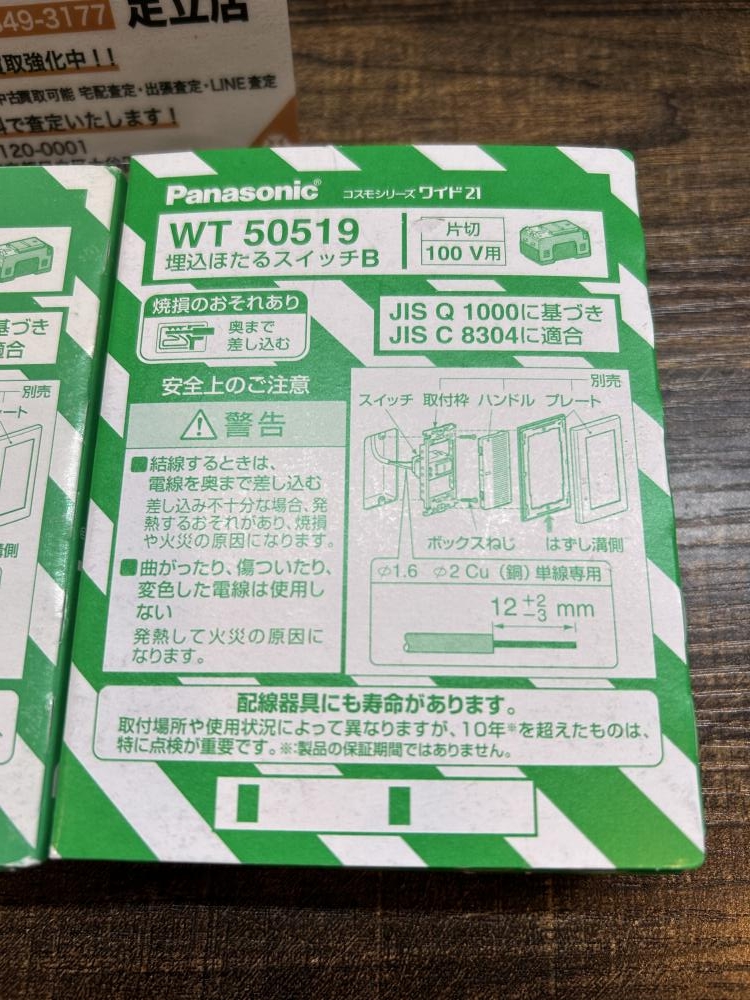 49-3177 足立店
買取強化中！！
中古買取可能 宅配査定・出張査定・LINE査定
で査定いたします！
120-0001
基づき
適合
別売
Panasonic® コスモシリーズ ワイド21
WT 50519
埋込ほたるスイッチB
片切
100 V用
焼損のおそれあり
奥まで
差し込む
JIS Q 1000に基づき
JIS C 8304に適合
安全上のご注意
警告
結線するときは、
電線を奥まで差し込む
差し込み不十分な場合、発
熱するおそれがあり、焼損
や火災の原因になります。
曲がったり、傷ついたり、
変色した電線は使用し
ない
発熱して火災の原因に
なります。
別売
スイッチ 取付枠 ハンドル プレート
ボックスねじ はずし溝側
φ1.6 φ2 Cu（銅）単線専用
12 +2 −3 mm
配線器具にも寿命があります。
取付場所や使用状況によって異なりますが、10年※を超えたものは、
特に点検が重要です。※:製品の保証期間ではありません。